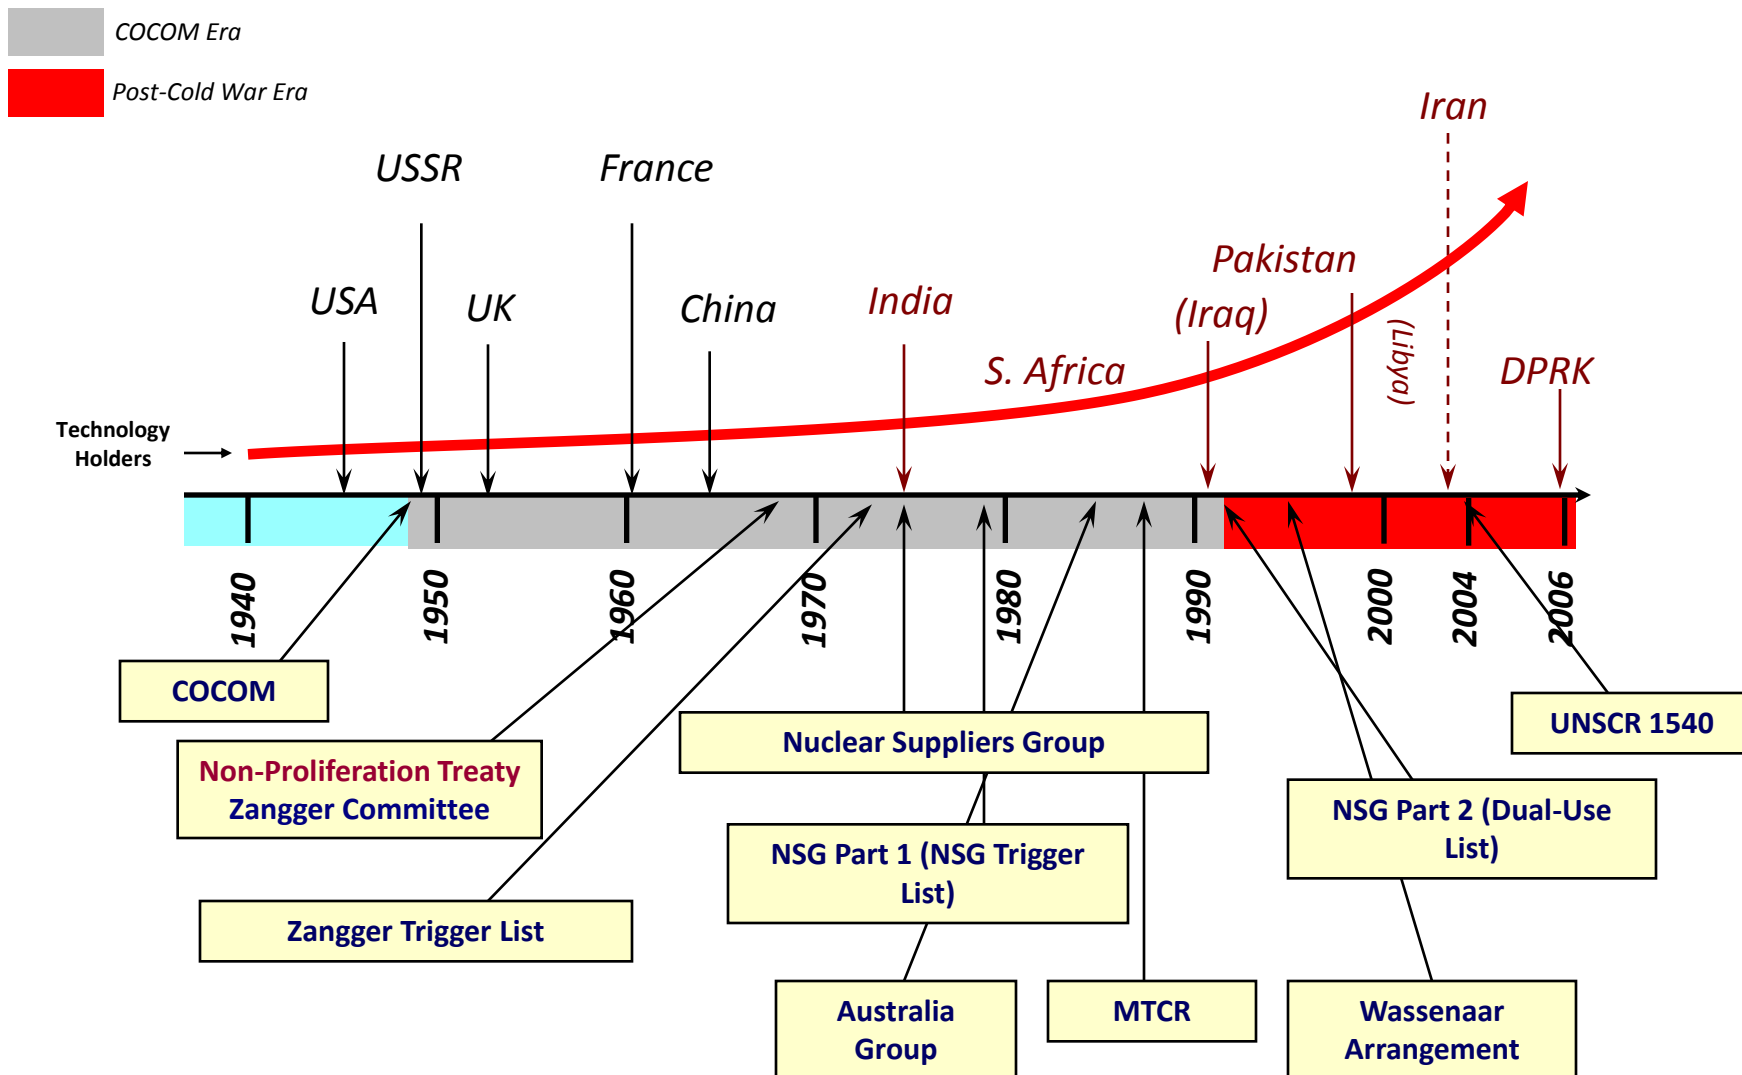 COCOM Era
Post-Cold War Era
Iran
USSR
France
Pakistan
USA
UK
China
India
(Iraq)
(Libya)
S. Africa
DPRK
Technology
Holders
1940
1950
1960
1970
1980
1990
2000
2004
2006
COCOM
UNSCR 1540
Nuclear Suppliers Group
Non-Proliferation Treaty
Zangger Committee
NSG Part 2 (Dual-Use
List)
NSG Part 1 (NSG Trigger
List)
Zangger Trigger List
Australia
Group
MTCR
Wassenaar
Arrangement